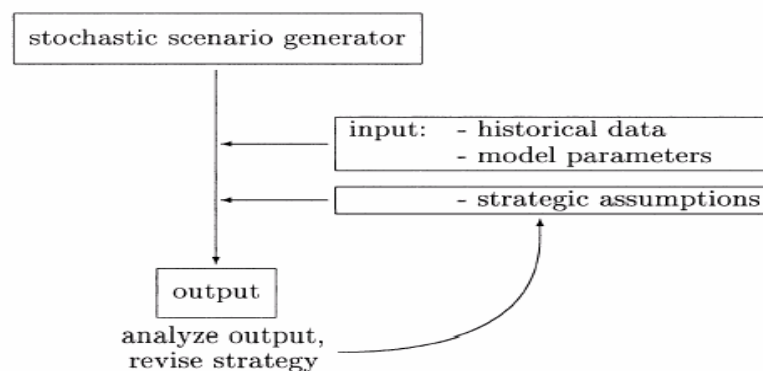 stochastic scenario generator
input: - historical data
- model parameters
- strategic assumptions
output
analyze output,
revise strategy